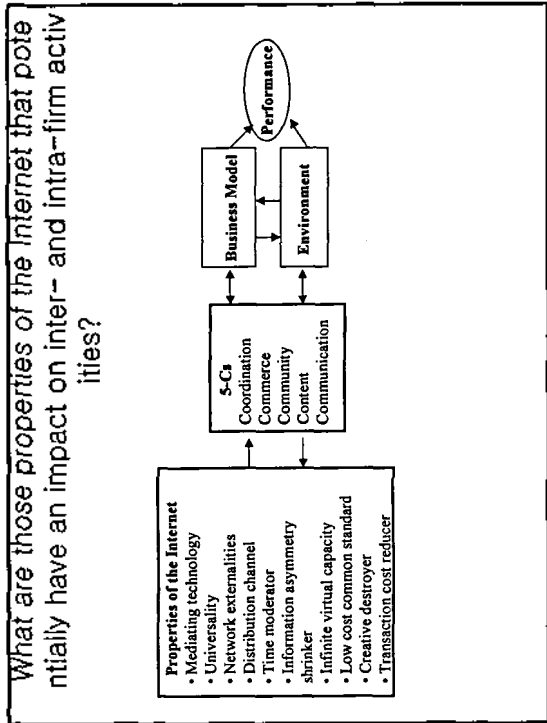 What are those properties of the Internet that pote
ntially have an impact on inter- and intra-firm activ
ities?
Properties of the Internet
• Mediating technology
• Universality
• Network externalities
• Distribution channel
• Time moderator
• Information asymmetry
shrinker
• Infinite virtual capacity
• Low cost common standard
• Creative destroyer
• Transaction cost reducer
5-Cs
Coordination
Commerce
Community
Content
Communication
Business Model
Environment
Performance